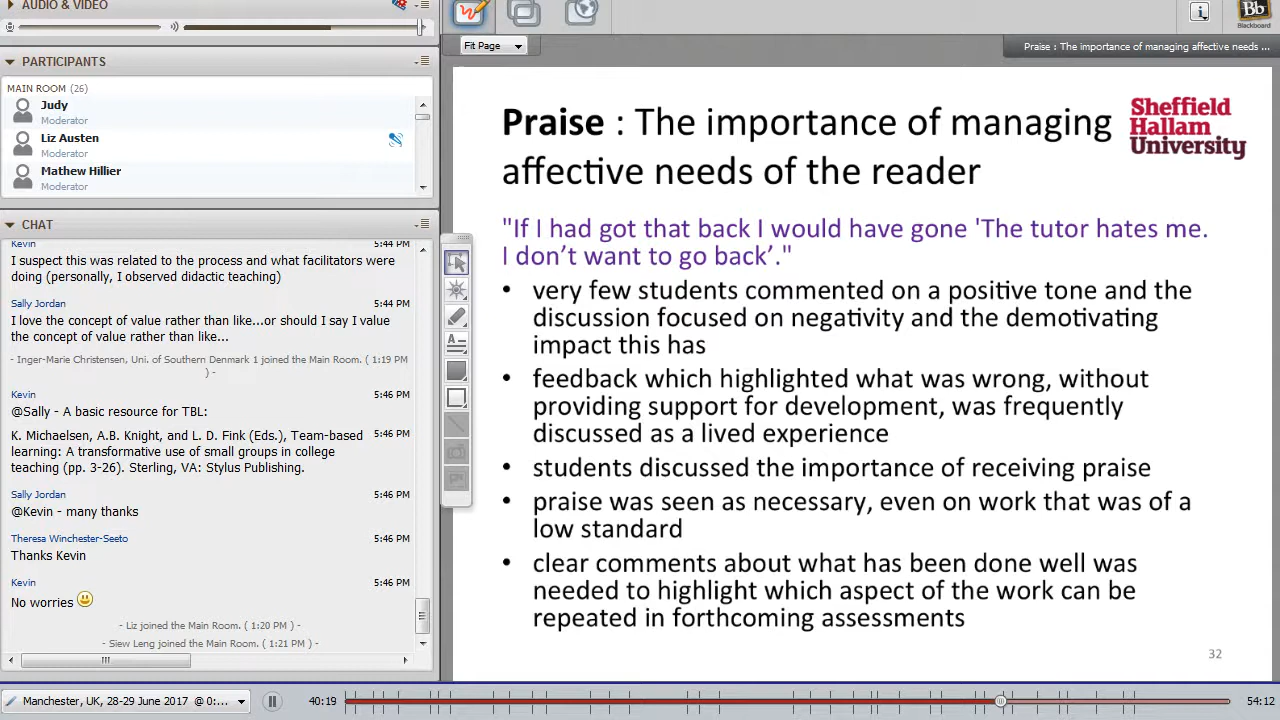 AUDIO & VIDEO
PARTICIPANTS
MAIN ROOM (26)
Judy
Moderator
Liz Austen
Moderator
Mathew Hillier
Moderator
CHAT
Kevin 5:44 PM
I suspect this was related to the process and what facilitators were
doing (personally, I observed didactic teaching)
Sally Jordan 5:44 PM
I love the concept of value rather than like...or should I say I value
the concept of value rather than like...
- Inger-Marie Christensen, Uni. of Southern Denmark 1 joined the Main Room. ( 1:19 PM
) -
Kevin 5:46 PM
@Sally - A basic resource for TBL:
K. Michaelsen, A.B. Knight, and L. D. Fink (Eds.), Team-based 5:46 PM
learning: A transformative use of small groups in college
teaching (pp. 3-26). Sterling, VA: Stylus Publishing.
Sally Jordan 5:46 PM
@Kevin - many thanks
Theresa Winchester-Seeto 5:46 PM
Thanks Kevin
Kevin 5:46 PM
No worries
- Liz joined the Main Room. ( 1:20 PM ) -
- Siew Leng joined the Main Room. ( 1:21 PM ) -
Fit Page
Bb
Blackboard
Praise : The importance of managing affective needs ...
Praise : The importance of managing
affective needs of the reader
Sheffield
Hallam
University
"If I had got that back I would have gone 'The tutor hates me.
I don’t want to go back’."
• very few students commented on a positive tone and the
discussion focused on negativity and the demotivating
impact this has
• feedback which highlighted what was wrong, without
providing support for development, was frequently
discussed as a lived experience
• students discussed the importance of receiving praise
• praise was seen as necessary, even on work that was of a
low standard
• clear comments about what has been done well was
needed to highlight which aspect of the work can be
repeated in forthcoming assessments
32
Manchester, UK, 28-29 June 2017 @ 0:...
40:19
54:12